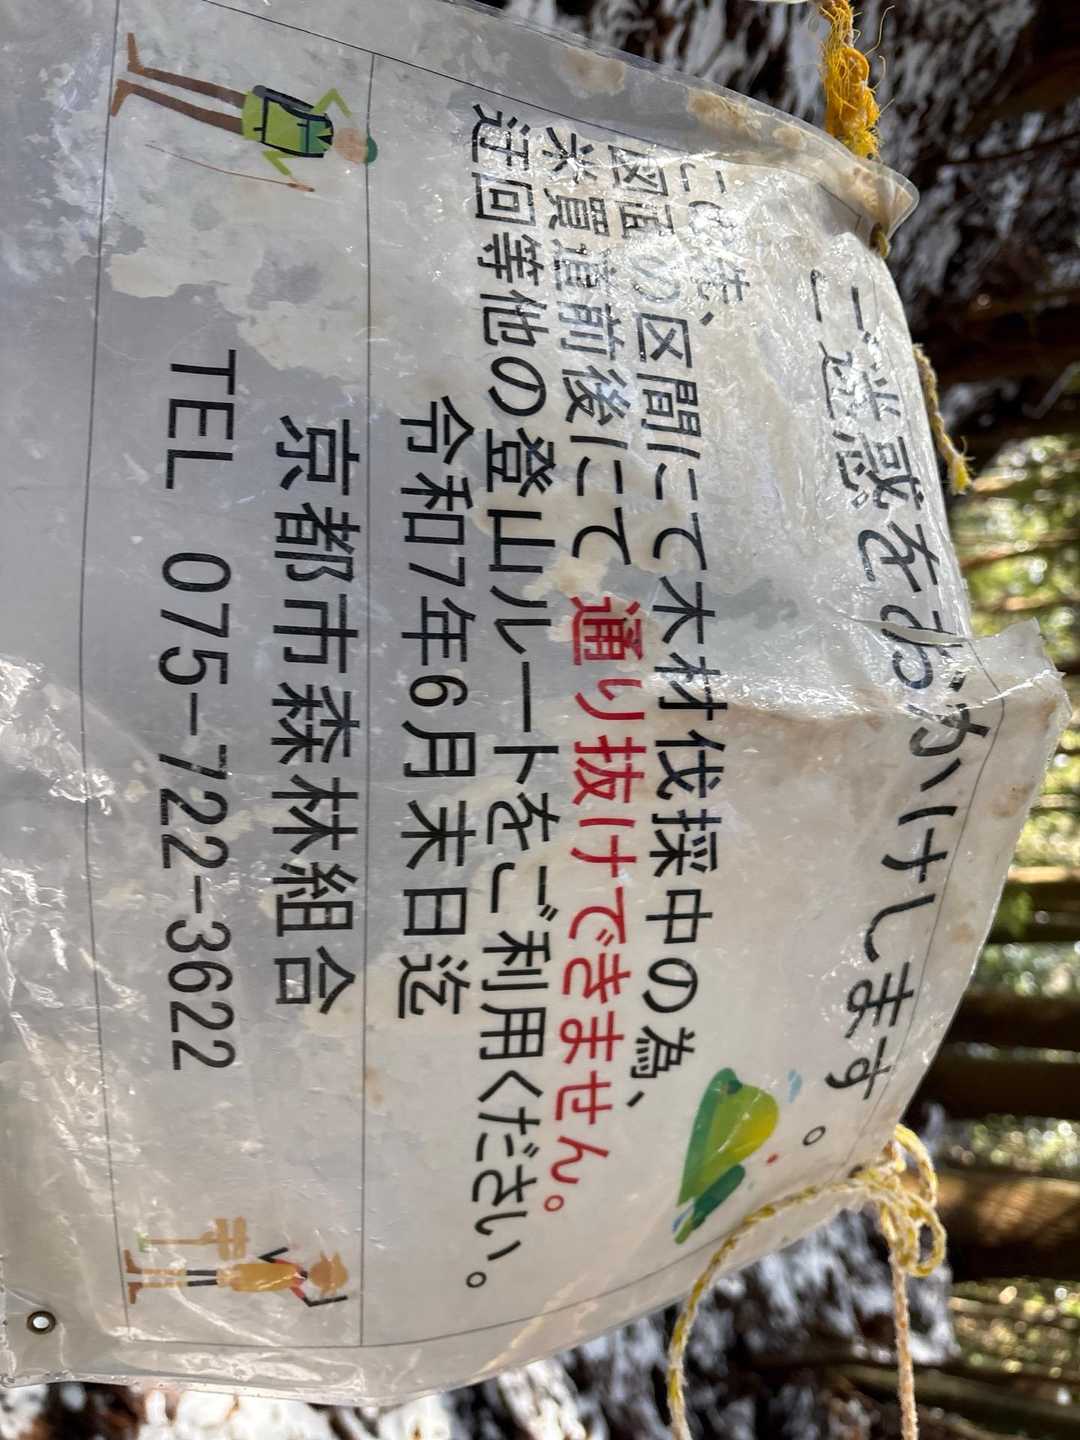 ご迷惑をおかけします。
この先、
図面の区間にて木材伐採中の為、
米買道前後にて 通り抜けできません。
迂回等他の登山ルートをご利用ください。
令和7年6月末日迄
京都市森林組合
TEL 075-722-3622